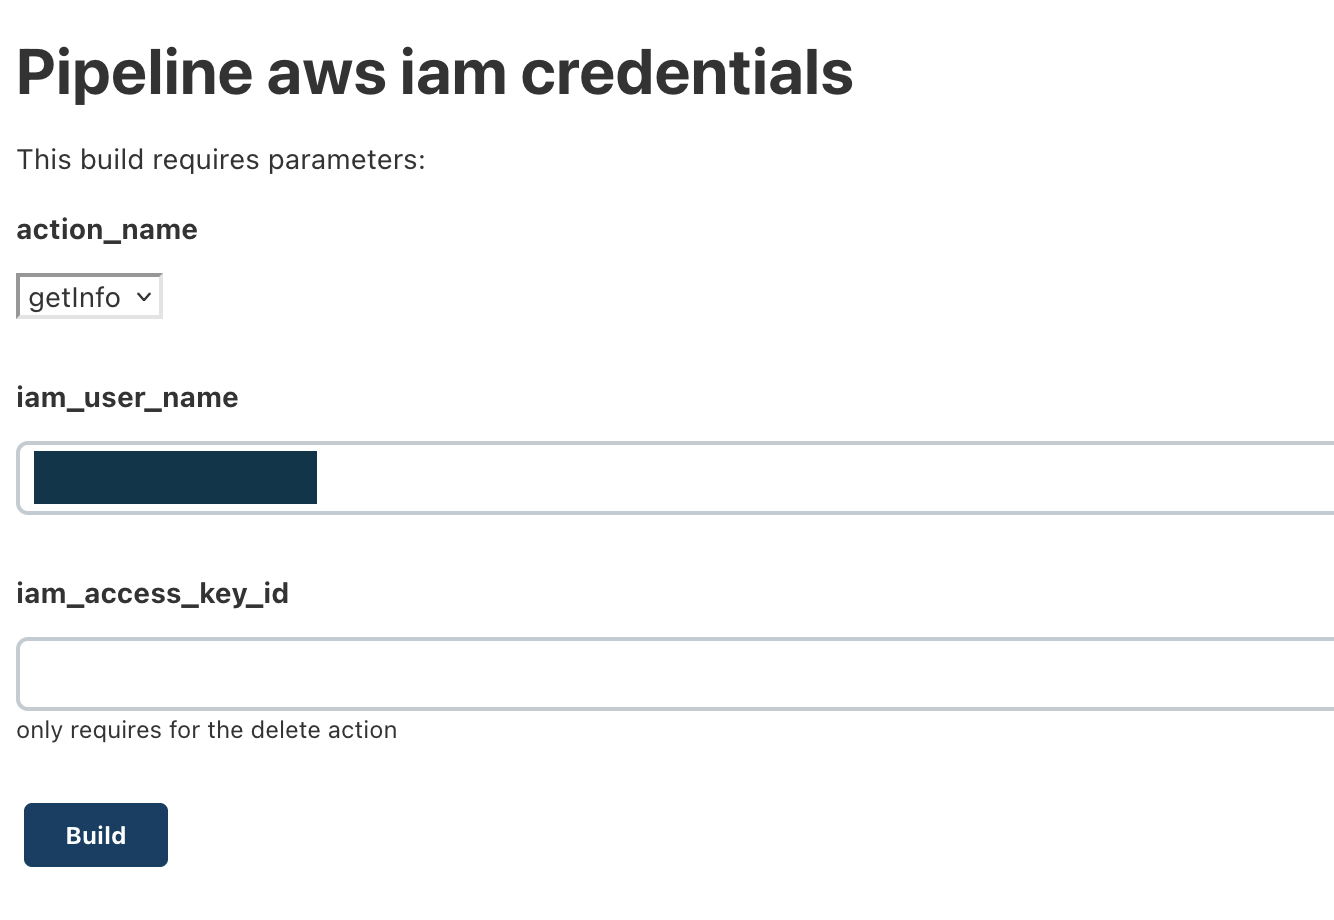 Pipeline aws iam credentials
This build requires parameters:
action_name
getInfo
iam_user_name
iam_access_key_id
only requires for the delete action
Build